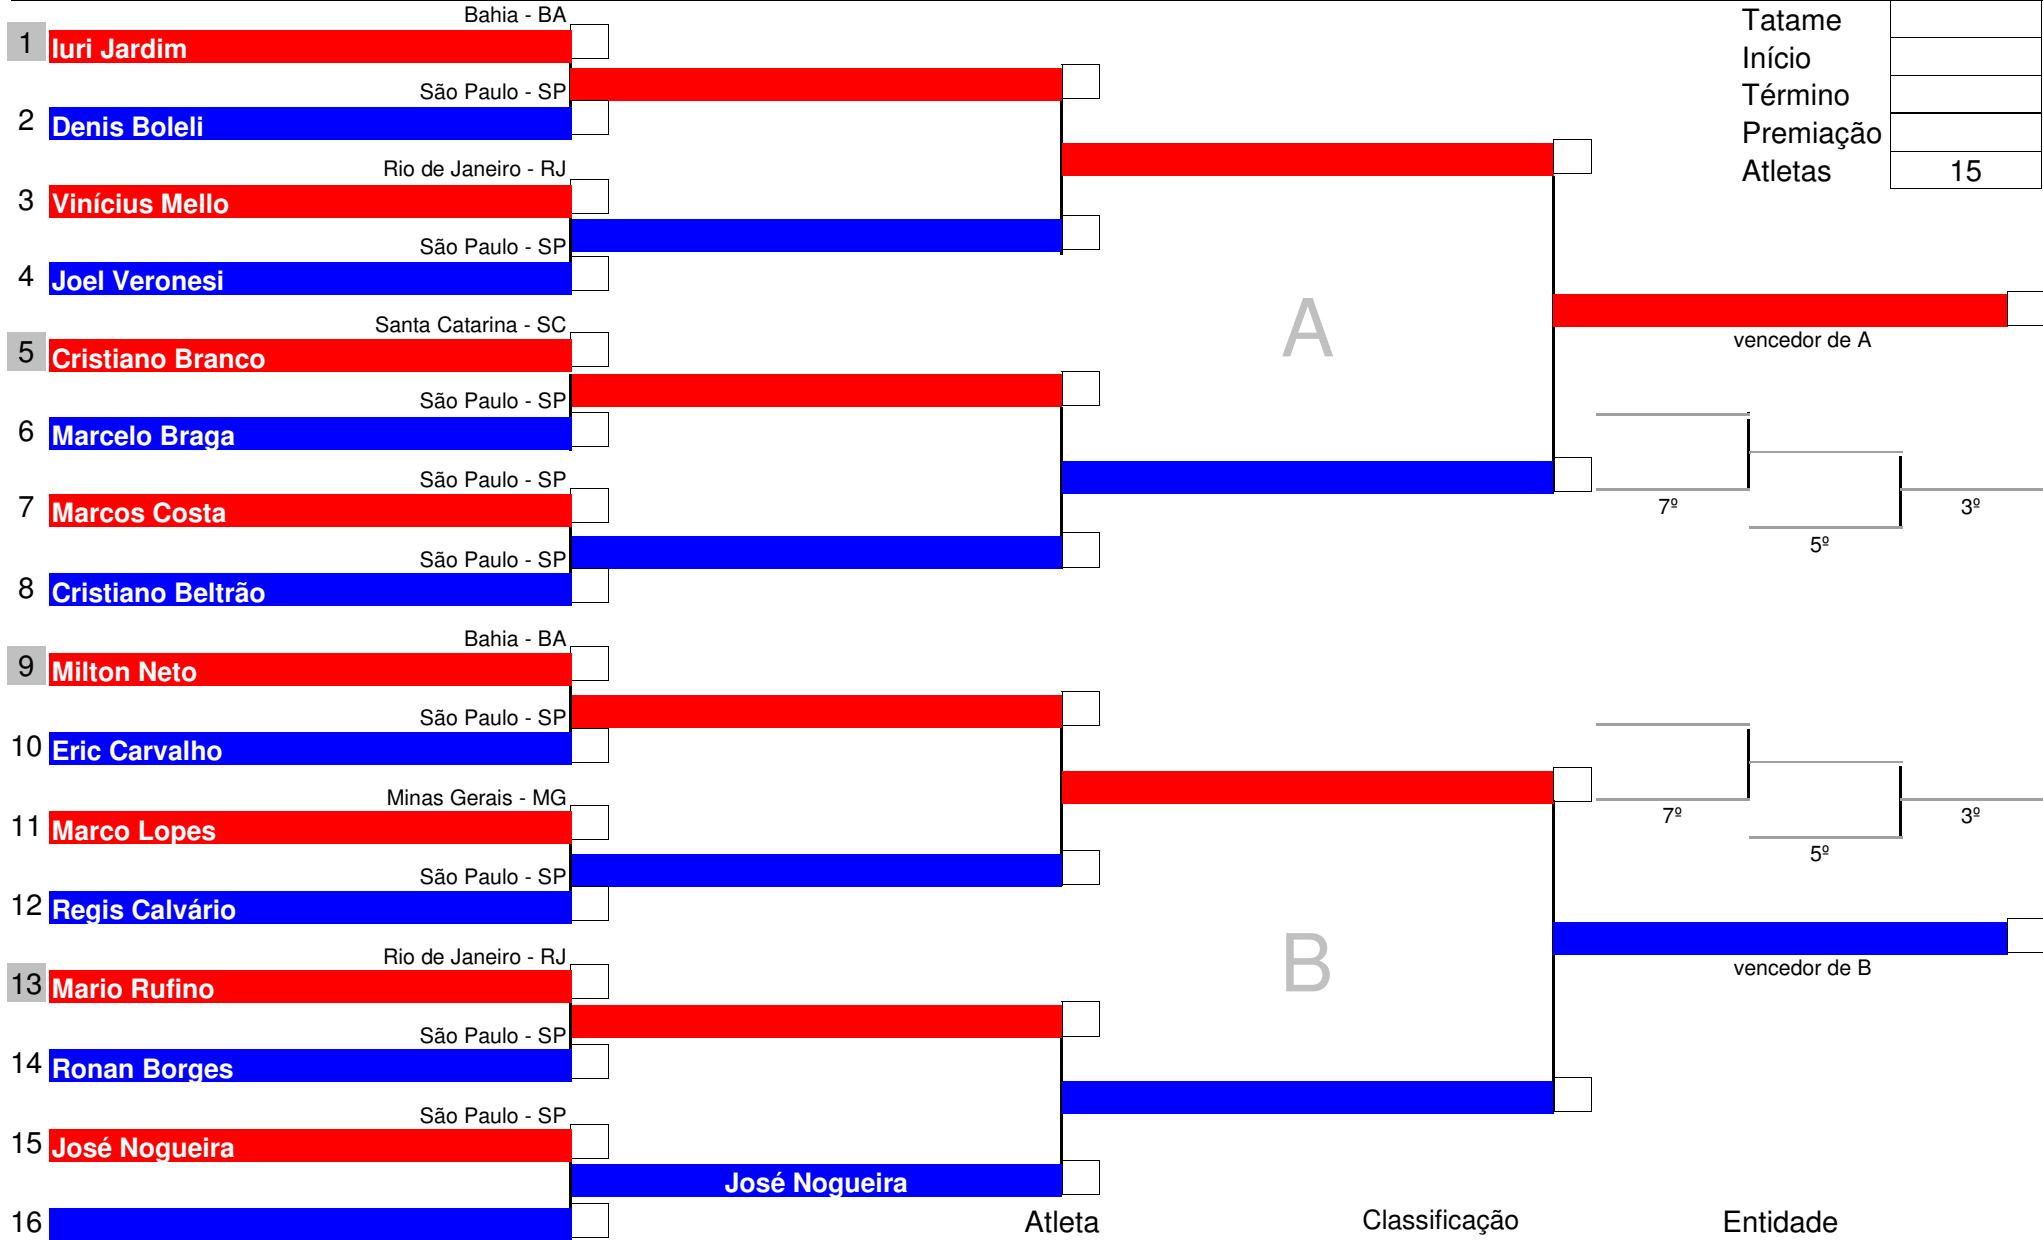 Bahia - BA
1 Iuri Jardim
São Paulo - SP
2 Denis Boleli
Rio de Janeiro - RJ
3 Vinícius Mello
São Paulo - SP
4 Joel Veronesi
Santa Catarina - SC
5 Cristiano Branco
São Paulo - SP
6 Marcelo Braga
São Paulo - SP
7 Marcos Costa
São Paulo - SP
8 Cristiano Beltrão
Bahia - BA
9 Milton Neto
São Paulo - SP
10 Eric Carvalho
Minas Gerais - MG
11 Marco Lopes
São Paulo - SP
12 Regis Calvário
Rio de Janeiro - RJ
13 Mario Rufino
São Paulo - SP
14 Ronan Borges
São Paulo - SP
15 José Nogueira
16
José Nogueira
A
B
Tatame
Início
Término
Premiação
Atletas 15
vencedor de A
7º
5º
3º
7º
5º
3º
vencedor de B
Atleta Classificação Entidade